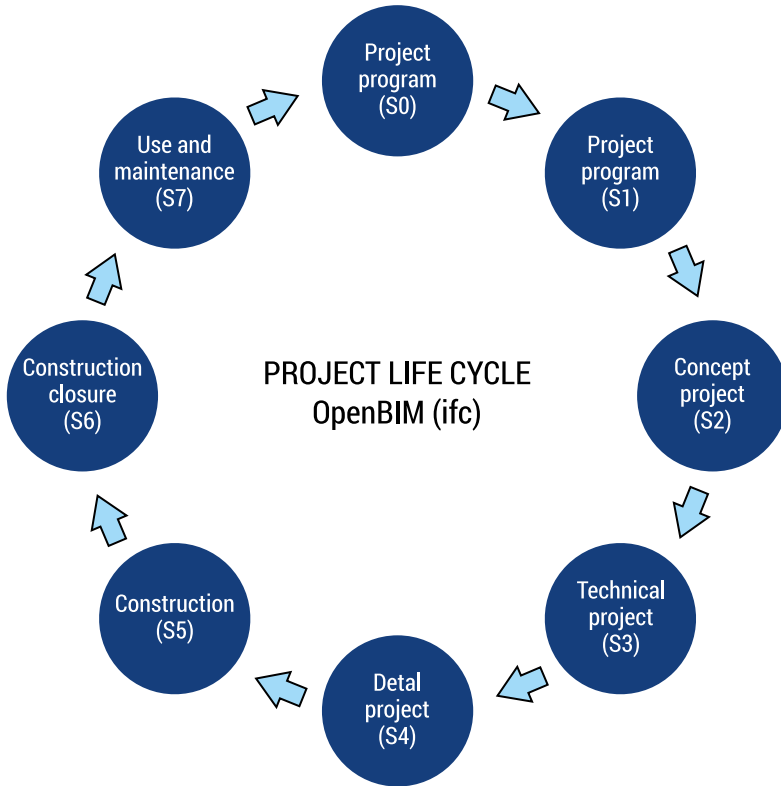 Project
program
(S0)
Project
program
(S1)
Concept
project
(S2)
Technical
project
(S3)
Detal
project
(S4)
Construction
(S5)
Construction
closure
(S6)
Use and
maintenance
(S7)
PROJECT LIFE CYCLE
OpenBIM (ifc)